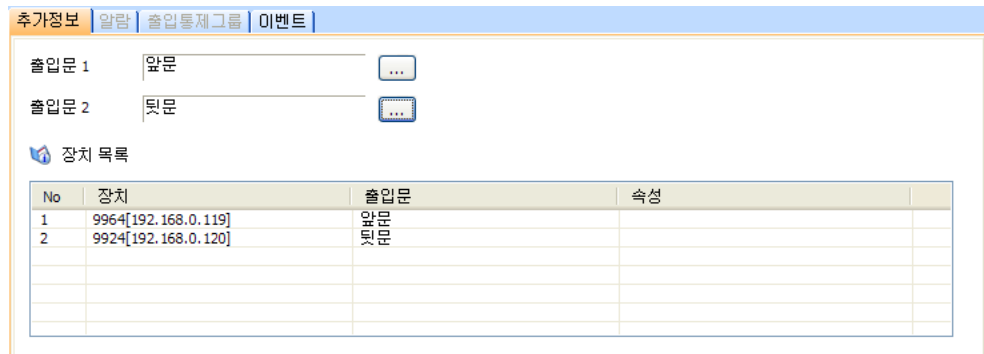 추가정보 알람 출입통제그룹 이벤트
출입문 1 앞문 ...
출입문 2 뒷문 ...
장치 목록
No 장치 출입문 속성
1 9964[192.168.0.119] 앞문
2 9924[192.168.0.120] 뒷문